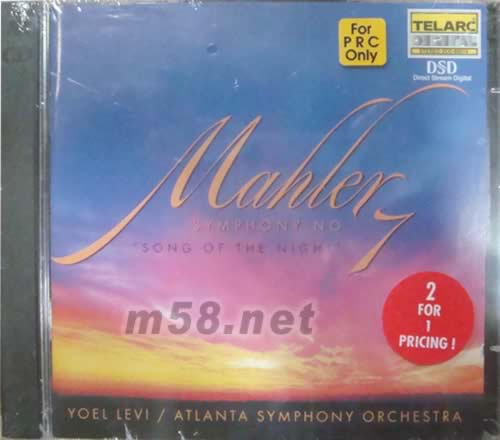 For
PRC
Only
TELARC
DIGITAL
DSD
Direct Stream Digital
Mahler 7
SYMPHONY NO
"SONG OF THE NIGHT"
m58.net
2
FOR
1
PRICING !
YOEL LEVI / ATLANTA SYMPHONY ORCHESTRA